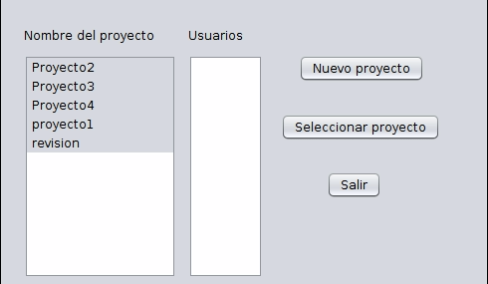 Nombre del proyecto
Usuarios
Proyecto2
Proyecto3
Proyecto4
proyecto1
revision
Nuevo proyecto
Seleccionar proyecto
Salir